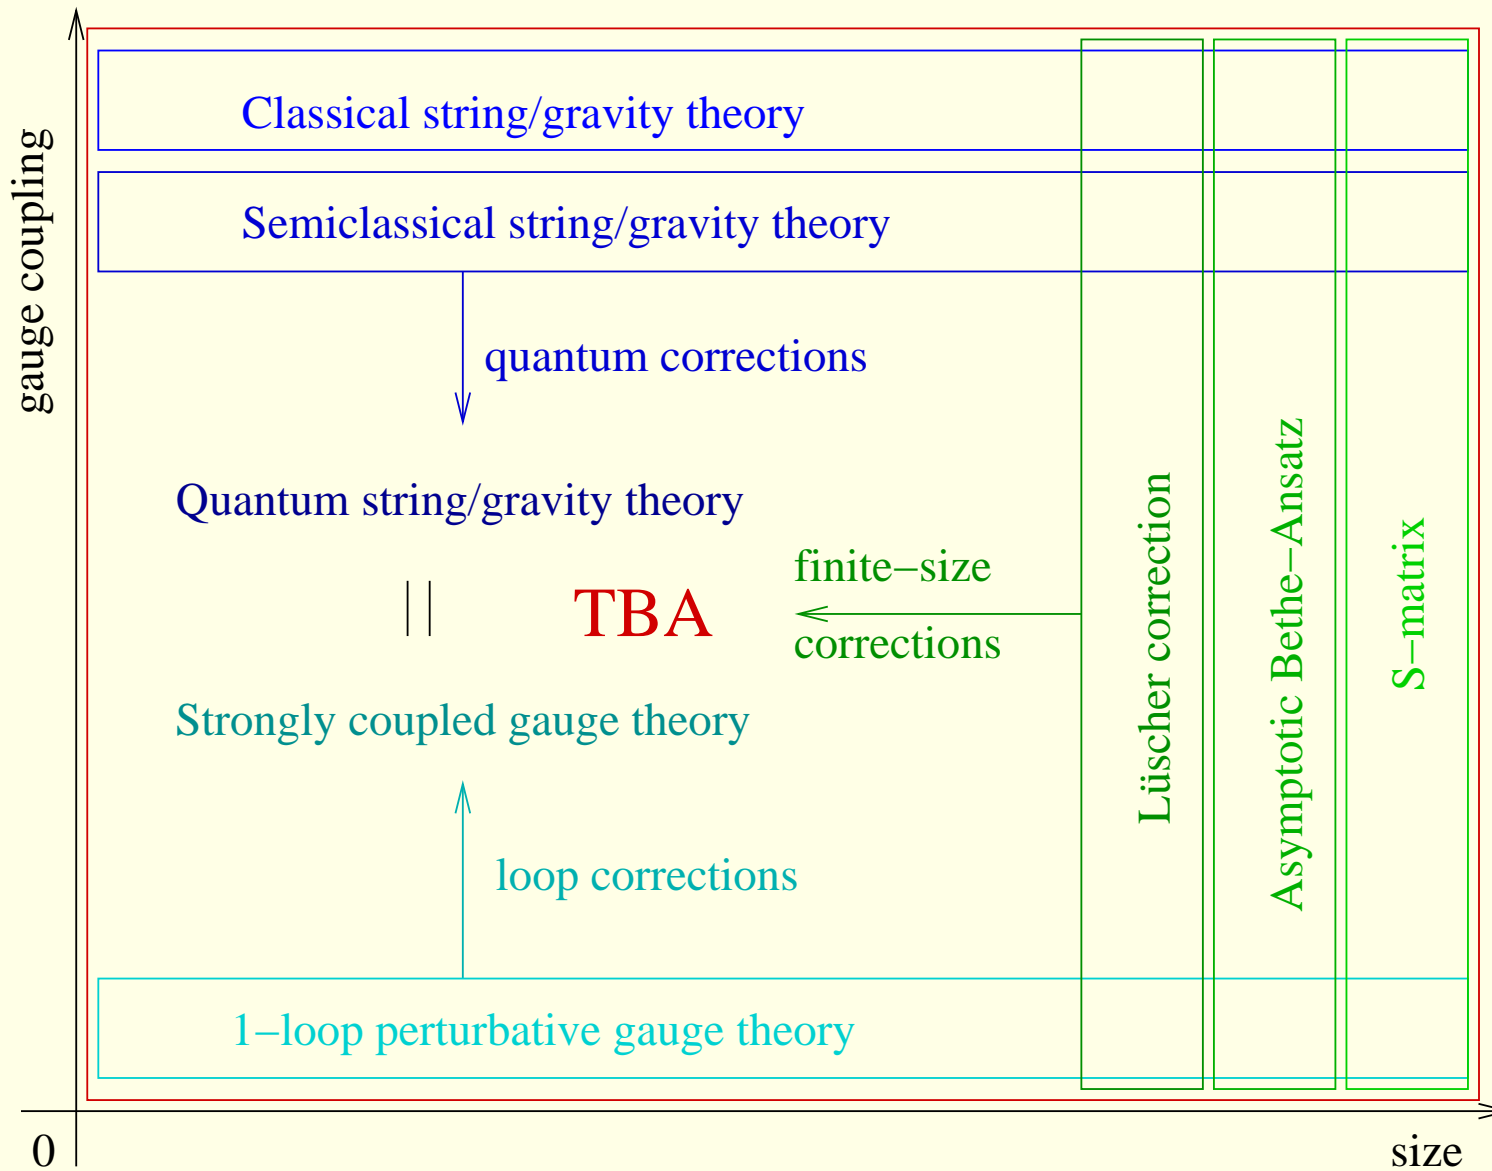 gauge coupling
Classical string/gravity theory
Semiclassical string/gravity theory
quantum corrections
Quantum string/gravity theory
||
TBA
finite−size
corrections
Strongly coupled gauge theory
loop corrections
1−loop perturbative gauge theory
Lüscher correction
Asymptotic Bethe−Ansatz
S−matrix
0
size